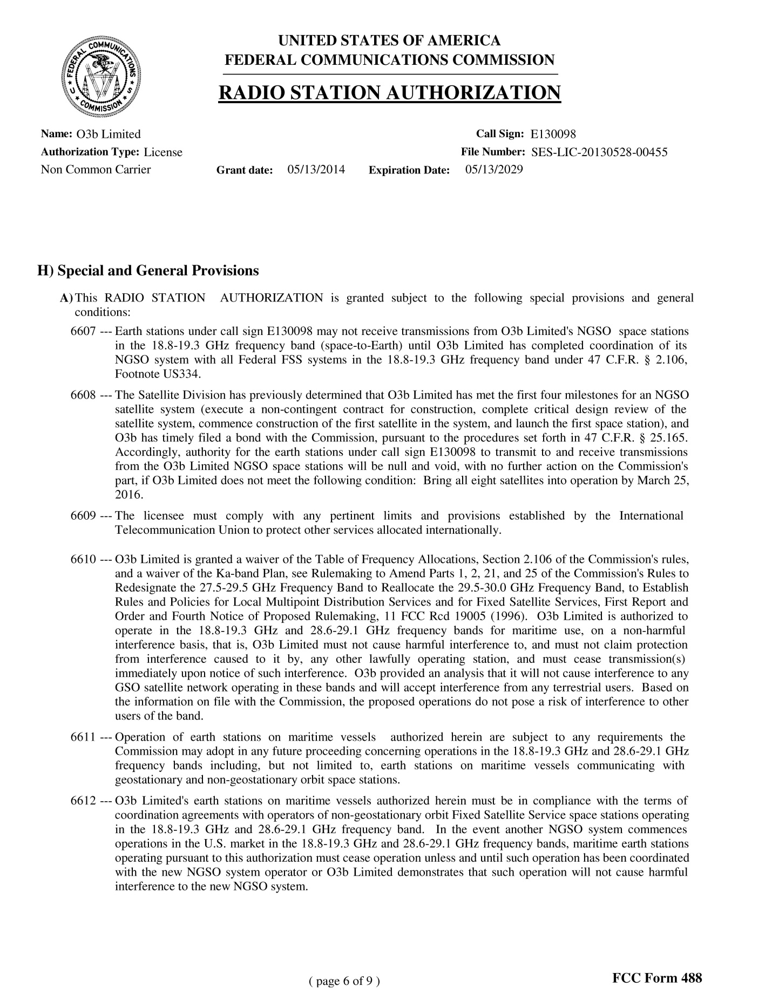 FEDERAL COMMUNICATIONS COMMISSION U S
UNITED STATES OF AMERICA
FEDERAL COMMUNICATIONS COMMISSION
RADIO STATION AUTHORIZATION
Name: O3b Limited Call Sign: E130098
Authorization Type: License File Number: SES-LIC-20130528-00455
Non Common Carrier Grant date: 05/13/2014 Expiration Date: 05/13/2029
H) Special and General Provisions
A) This RADIO STATION AUTHORIZATION is granted subject to the following special provisions and general
conditions:
6607 --- Earth stations under call sign E130098 may not receive transmissions from O3b Limited's NGSO space stations
in the 18.8-19.3 GHz frequency band (space-to-Earth) until O3b Limited has completed coordination of its
NGSO system with all Federal FSS systems in the 18.8-19.3 GHz frequency band under 47 C.F.R. § 2.106,
Footnote US334.
6608 --- The Satellite Division has previously determined that O3b Limited has met the first four milestones for an NGSO
satellite system (execute a non-contingent contract for construction, complete critical design review of the
satellite system, commence construction of the first satellite in the system, and launch the first space station), and
O3b has timely filed a bond with the Commission, pursuant to the procedures set forth in 47 C.F.R. § 25.165.
Accordingly, authority for the earth stations under call sign E130098 to transmit to and receive transmissions
from the O3b Limited NGSO space stations will be null and void, with no further action on the Commission's
part, if O3b Limited does not meet the following condition: Bring all eight satellites into operation by March 25,
2016.
6609 --- The licensee must comply with any pertinent limits and provisions established by the International
Telecommunication Union to protect other services allocated internationally.
6610 --- O3b Limited is granted a waiver of the Table of Frequency Allocations, Section 2.106 of the Commission's rules,
and a waiver of the Ka-band Plan, see Rulemaking to Amend Parts 1, 2, 21, and 25 of the Commission's Rules to
Redesignate the 27.5-29.5 GHz Frequency Band to Reallocate the 29.5-30.0 GHz Frequency Band, to Establish
Rules and Policies for Local Multipoint Distribution Services and for Fixed Satellite Services, First Report and
Order and Fourth Notice of Proposed Rulemaking, 11 FCC Rcd 19005 (1996). O3b Limited is authorized to
operate in the 18.8-19.3 GHz and 28.6-29.1 GHz frequency bands for maritime use, on a non-harmful
interference basis, that is, O3b Limited must not cause harmful interference to, and must not claim protection
from interference caused to it by, any other lawfully operating station, and must cease transmission(s)
immediately upon notice of such interference. O3b provided an analysis that it will not cause interference to any
GSO satellite network operating in these bands and will accept interference from any terrestrial users. Based on
the information on file with the Commission, the proposed operations do not pose a risk of interference to other
users of the band.
6611 --- Operation of earth stations on maritime vessels authorized herein are subject to any requirements the
Commission may adopt in any future proceeding concerning operations in the 18.8-19.3 GHz and 28.6-29.1 GHz
frequency bands including, but not limited to, earth stations on maritime vessels communicating with
geostationary and non-geostationary orbit space stations.
6612 --- O3b Limited's earth stations on maritime vessels authorized herein must be in compliance with the terms of
coordination agreements with operators of non-geostationary orbit Fixed Satellite Service space stations operating
in the 18.8-19.3 GHz and 28.6-29.1 GHz frequency band. In the event another NGSO system commences
operations in the U.S. market in the 18.8-19.3 GHz and 28.6-29.1 GHz frequency bands, maritime earth stations
operating pursuant to this authorization must cease operation unless and until such operation has been coordinated
with the new NGSO system operator or O3b Limited demonstrates that such operation will not cause harmful
interference to the new NGSO system.
( page 6 of 9 ) FCC Form 488